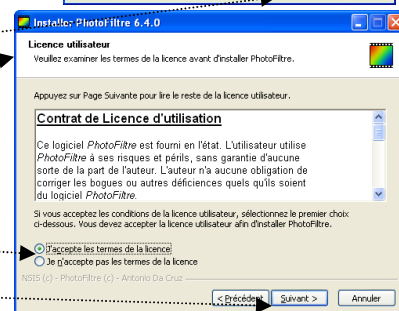 Installer PhotoFiltre 6.4.0
Licence utilisateur
Veuillez examiner les termes de la licence avant d'installer PhotoFiltre.
Appuyez sur Page Suivante pour lire le reste de la licence utilisateur.
Contrat de Licence d'utilisation
Ce logiciel PhotoFiltre est fourni en l'état. L'utilisateur utilise
PhotoFiltre à ses risques et périls, sans garantie d'aucune
sorte de la part de l'auteur. L'auteur n'a aucune obligation de
corriger les bogues ou autres déficiences quels qu'ils soient
du logiciel PhotoFiltre.
Si vous acceptez les conditions de la licence utilisateur, sélectionnez le premier choix
ci-dessous. Vous devez accepter la licence utilisateur afin d'installer PhotoFiltre.
J'accepte les termes de la licence
Je n'accepte pas les termes de la licence
NSIS (c) - PhotoFiltre (c) - Antonio Da Cruz
< Précédent Suivant > Annuler